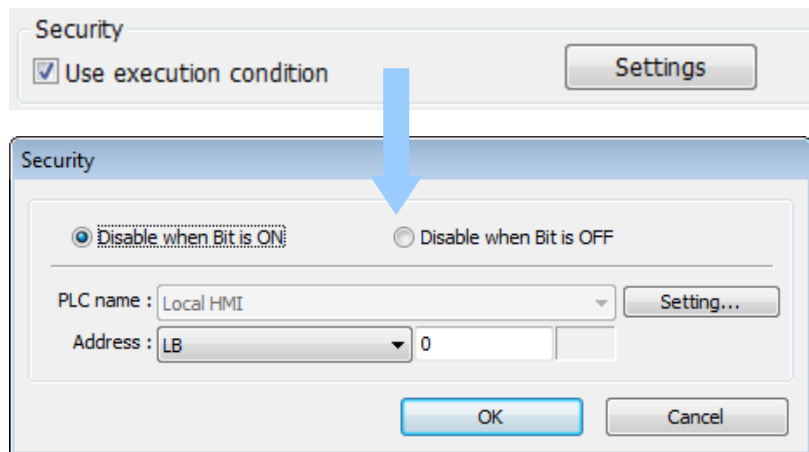 Security
Use execution condition Settings
Security
Disable when Bit is ON Disable when Bit is OFF
PLC name : Local HMI Setting...
Address : LB 0
OK Cancel